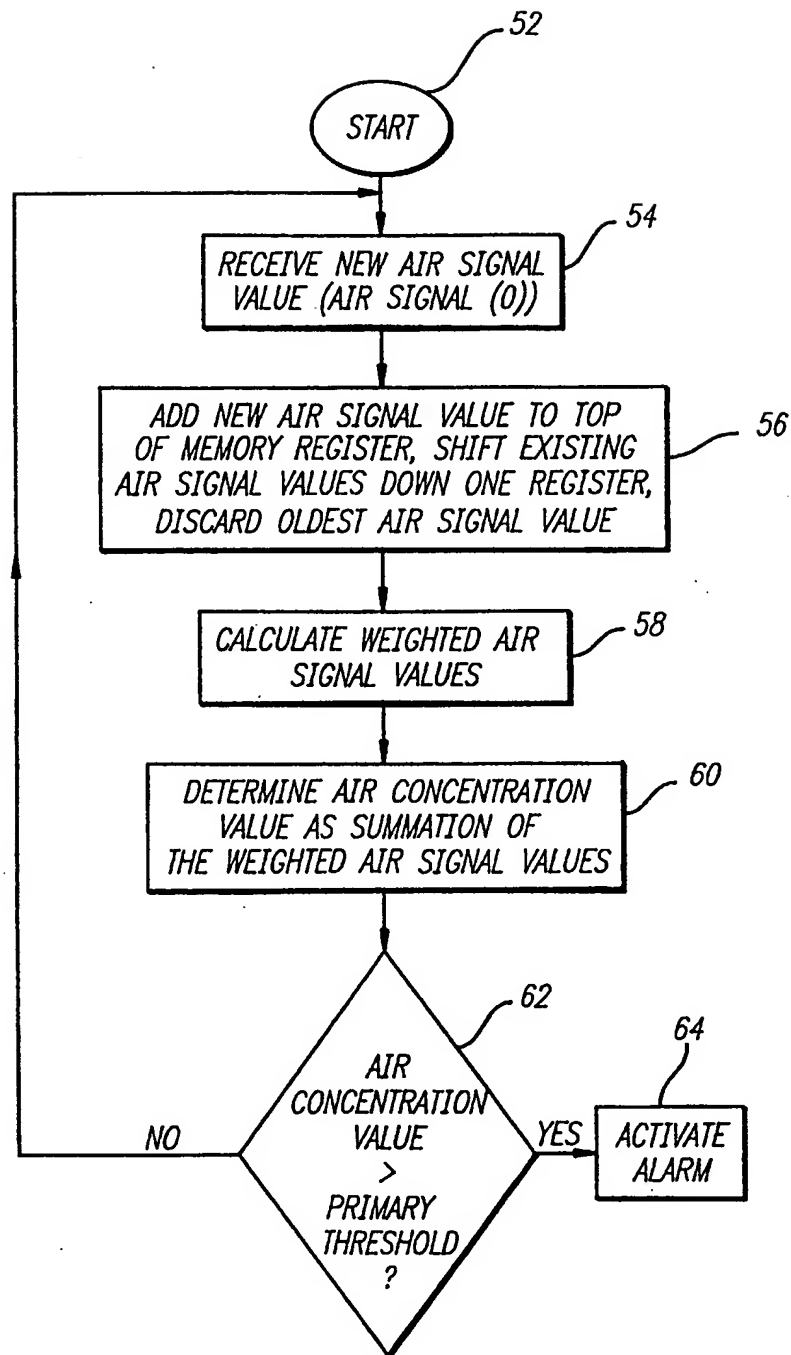 52
START
54
RECEIVE NEW AIR SIGNAL
VALUE (AIR SIGNAL (0))
56
ADD NEW AIR SIGNAL VALUE TO TOP
OF MEMORY REGISTER, SHIFT EXISTING
AIR SIGNAL VALUES DOWN ONE REGISTER,
DISCARD OLDEST AIR SIGNAL VALUE
58
CALCULATE WEIGHTED AIR
SIGNAL VALUES
60
DETERMINE AIR CONCENTRATION
VALUE AS SUMMATION OF
THE WEIGHTED AIR SIGNAL VALUES
62
AIR
CONCENTRATION
VALUE
>
PRIMARY
THRESHOLD
?
NO
YES
64
ACTIVATE
ALARM